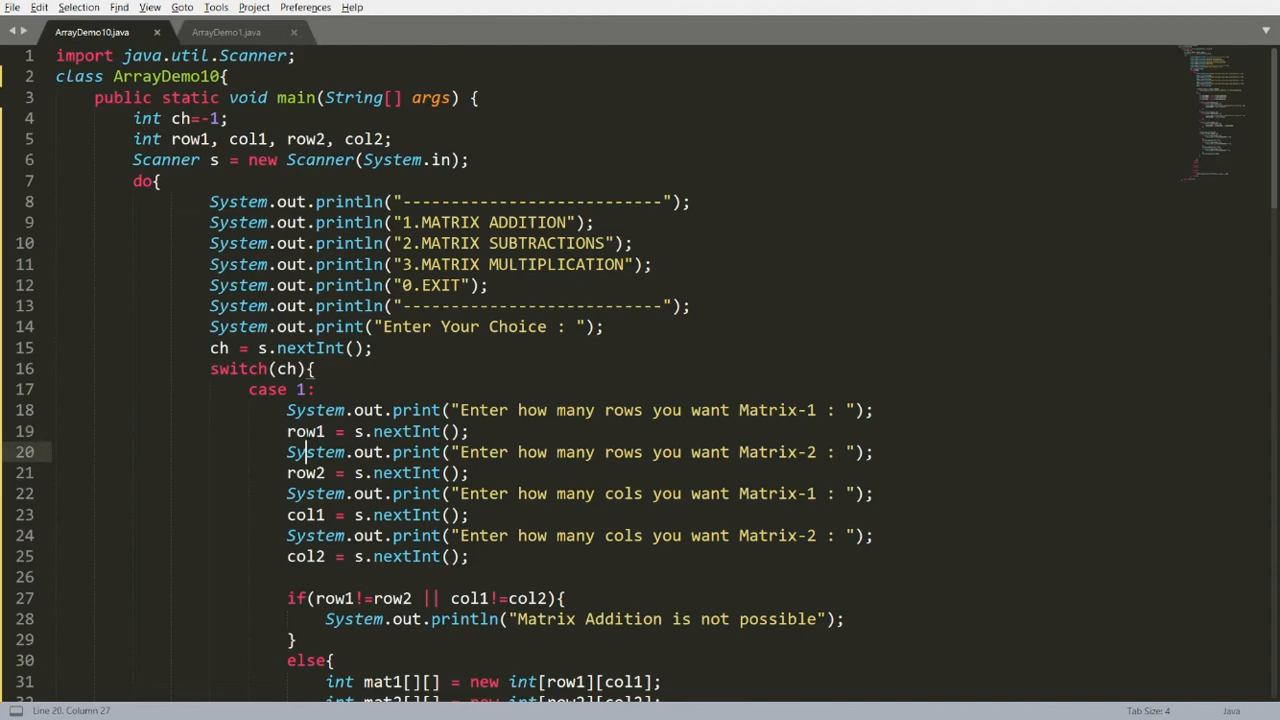 File Edit Selection Find View Goto Tools Project Preferences Help
ArrayDemo10.java × ArrayDemo1.java ×
1 import java.util.Scanner;
2 class ArrayDemo10{
3 public static void main(String[] args) {
4 int ch=-1;
5 int row1, col1, row2, col2;
6 Scanner s = new Scanner(System.in);
7 do{
8 System.out.println("---------------------------");
9 System.out.println("1.MATRIX ADDITION");
10 System.out.println("2.MATRIX SUBTRACTIONS");
11 System.out.println("3.MATRIX MULTIPLICATION");
12 System.out.println("0.EXIT");
13 System.out.println("---------------------------");
14 System.out.print("Enter Your Choice : ");
15 ch = s.nextInt();
16 switch(ch){
17 case 1:
18 System.out.print("Enter how many rows you want Matrix-1 : ");
19 row1 = s.nextInt();
20 System.out.print("Enter how many rows you want Matrix-2 : ");
21 row2 = s.nextInt();
22 System.out.print("Enter how many cols you want Matrix-1 : ");
23 col1 = s.nextInt();
24 System.out.print("Enter how many cols you want Matrix-2 : ");
25 col2 = s.nextInt();
26
27 if(row1!=row2 || col1!=col2){
28 System.out.println("Matrix Addition is not possible");
29 }
30 else{
31 int mat1[][] = new int[row1][col1];
Line 20, Column 27 Tab Size: 4 Java